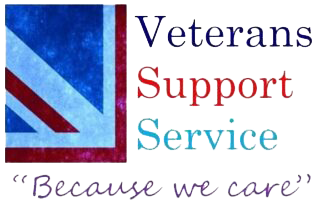 Veterans
Support
Service
“Because we care”